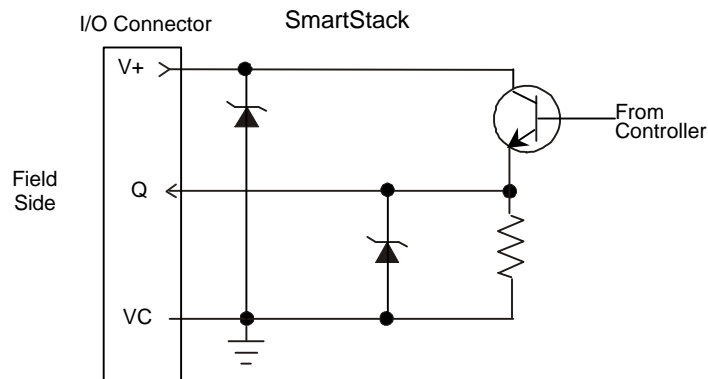 I/O Connector
SmartStack
V+
From
Controller
Field
Side
Q
VC